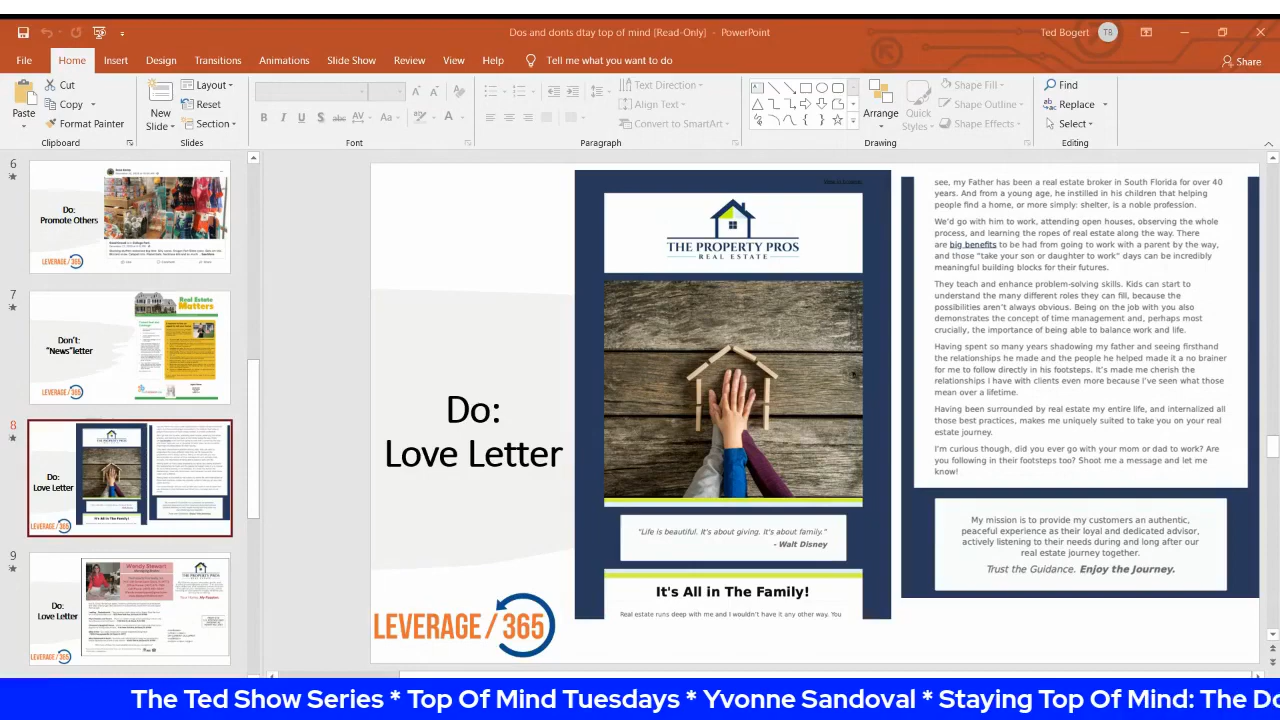 Dos and donts dtay top of mind [Read-Only] - PowerPoint
Ted Bogert
TB
File
Home
Insert
Design
Transitions
Animations
Slide Show
Review
View
Help
Tell me what you want to do
Share
Paste
Cut
Copy
Format Painter
Clipboard
New
Slide
Layout
Reset
Section
Slides
B
I
U
S
abc
AV
Aa
A
Font
Text Direction
Align Text
Convert to SmartArt
Paragraph
Arrange
Quick
Styles
Shape Fill
Shape Outline
Shape Effects
Drawing
Find
Replace
Select
Editing
6
Do:
Promote Others
LEVERAGE/365
7
Real Estate
Matters
Don't:
"News"letter
LEVERAGE/365
8
Do:
Love Letter
It's All in The Family!
LEVERAGE/365
9
Wendy Stewart
THE PROPERTY PROS
Do:
Love Letter
LEVERAGE/365
Do:
Love Letter
LEVERAGE / 365
THE PROPERTY PROS
REAL ESTATE
"Life is beautiful. It's about giving. It's about family."
- Walt Disney
It's All in The Family!
Real estate runs deep with me and I wouldn't have it any other way. You
see, my Father has been a real estate broker in South Florida for over 40
years. And from a young age, he instilled in his children that helping
people find a home, or more simply: shelter, is a noble profession.
We'd go with him to work, attending open houses, observing the whole
process, and learning the ropes of real estate along the way. There
are big benefits to be had from going to work with a parent by the way,
and those "take your son or daughter to work" days can be incredibly
meaningful building blocks for their futures.
They teach and enhance problem-solving skills. Kids can start to
understand the many different roles they can fill, because the
possibilities aren't always obvious. Being on the job with you also
demonstrates the concept of time management and, perhaps most
crucially, the importance of being able to balance work and life.
Having spent so many years shadowing my father and seeing firsthand
the relationships he made and the people he helped made it a no brainer
for me to follow directly in his footsteps. It's made me cherish the
relationships I have with clients even more because I've seen what those
mean over a lifetime.
Having been surrounded by real estate my entire life, and internalized all
those best practices, makes me uniquely suited to take you on your real
estate journey.
I'm curious though, did you ever go with your mom or dad to work? Are
you following in their footsteps too? Shoot me a message and let me
know!
My mission is to provide my customers an authentic,
peaceful experience as their loyal and dedicated advisor,
actively listening to their needs during and long after our
real estate journey together.
Trust the Guidance. Enjoy the Journey.
The Ted Show Series * Top Of Mind Tuesdays * Yvonne Sandoval * Staying Top Of Mind: The Do